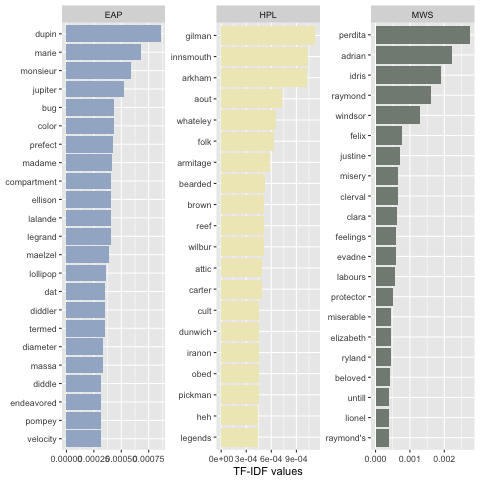 EAP
dupin
marie
monsieur
jupiter
bug
color
prefect
madame
compartment
ellison
lalande
legrand
maelzel
lollipop
dat
diddler
termed
diameter
massa
diddle
endeavored
pompey
velocity
0.00000 0.00025 0.00050 0.00075
HPL
gilman
innsmouth
arkham
aout
whateley
folk
armitage
bearded
brown
reef
wilbur
attic
carter
cult
dunwich
iranon
obed
pickman
heh
legends
0e+00 3e-04 6e-04 9e-04
MWS
perdita
adrian
idris
raymond
windsor
felix
justine
misery
clerval
clara
feelings
evadne
labours
protector
miserable
elizabeth
ryland
beloved
untill
lionel
raymond's
0.000 0.001 0.002
TF-IDF values